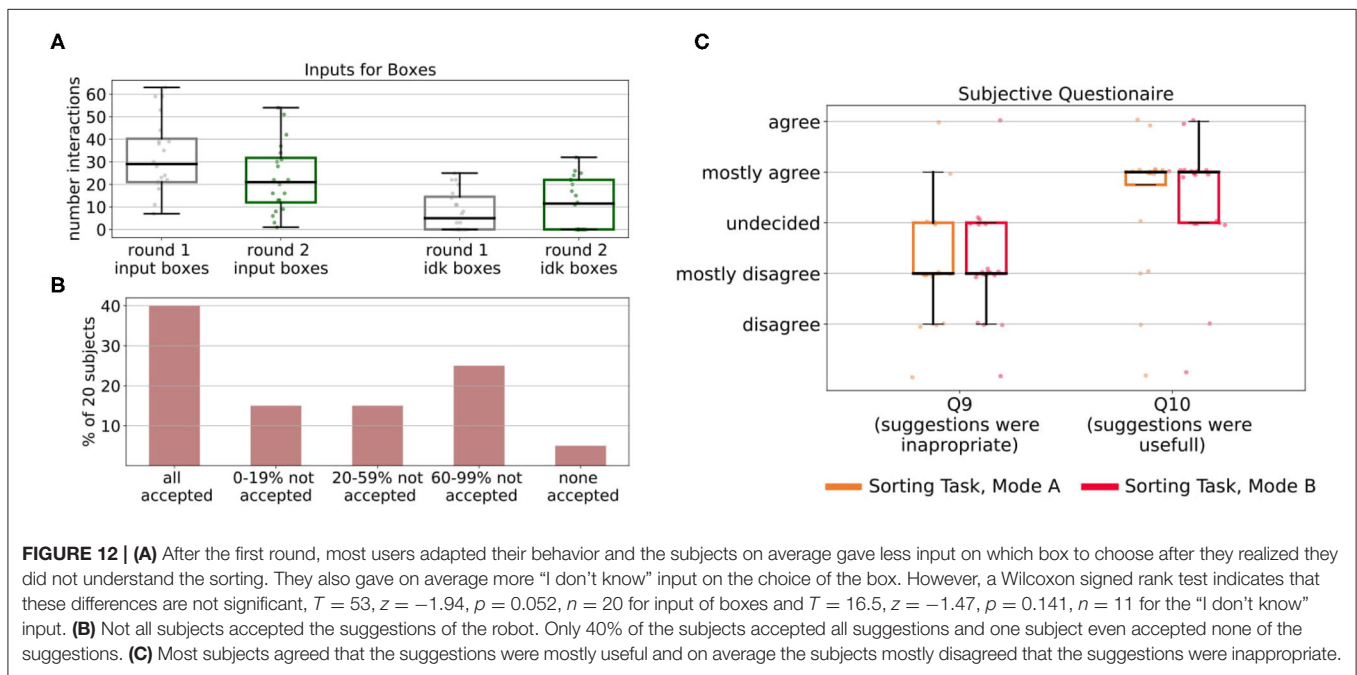 A
Inputs for Boxes
number interactions
60
50
40
30
20
10
0
round 1
input boxes
round 2
input boxes
round 1
idk boxes
round 2
idk boxes
B
% of 20 subjects
40
30
20
10
all
accepted
0-19% not
accepted
20-59% not
accepted
60-99% not
accepted
none
accepted
C
Subjective Questionaire
agree
mostly agree
undecided
mostly disagree
disagree
Q9
(suggestions were
inapropriate)
Q10
(suggestions were
usefull)
Sorting Task, Mode A
Sorting Task, Mode B
FIGURE 12 | (A) After the first round, most users adapted their behavior and the subjects on average gave less input on which box to choose after they realized they
did not understand the sorting. They also gave on average more “I don’t know” input on the choice of the box. However, a Wilcoxon signed rank test indicates that
these differences are not significant, T = 53, z = −1.94, p = 0.052, n = 20 for input of boxes and T = 16.5, z = −1.47, p = 0.141, n = 11 for the “I don’t know”
input. (B) Not all subjects accepted the suggestions of the robot. Only 40% of the subjects accepted all suggestions and one subject even accepted none of the
suggestions. (C) Most subjects agreed that the suggestions were mostly useful and on average the subjects mostly disagreed that the suggestions were inappropriate.